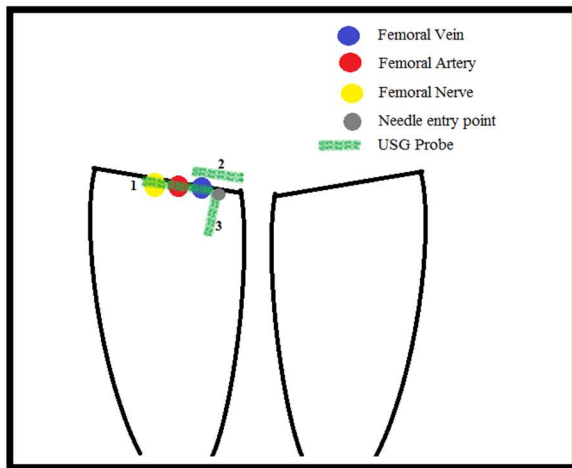 Femoral Vein
Femoral Artery
Femoral Nerve
Needle entry point
USG Probe
2
1
3